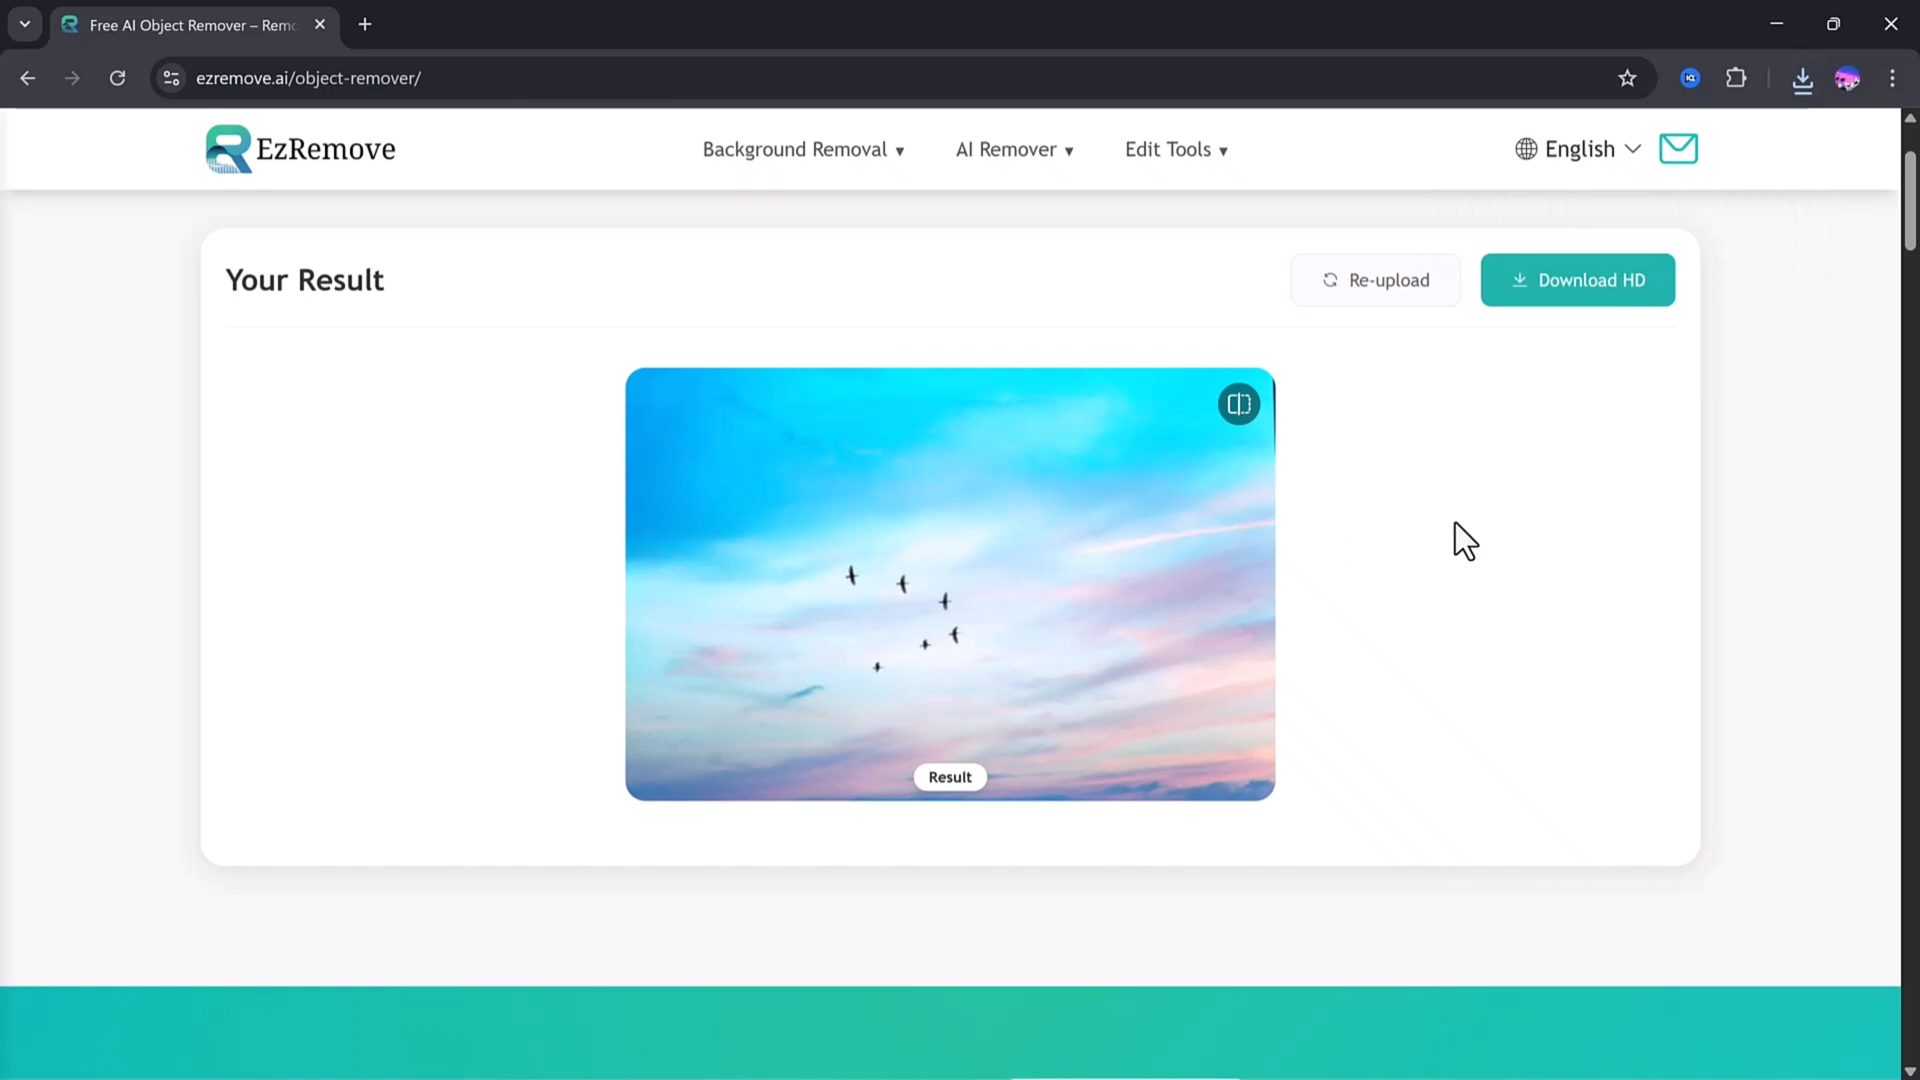 Free AI Object Remover – Remo
ezremove.ai/object-remover/
EzRemove
Background Removal ▾
AI Remover ▾
Edit Tools ▾
English
Your Result
Re-upload
Download HD
Result